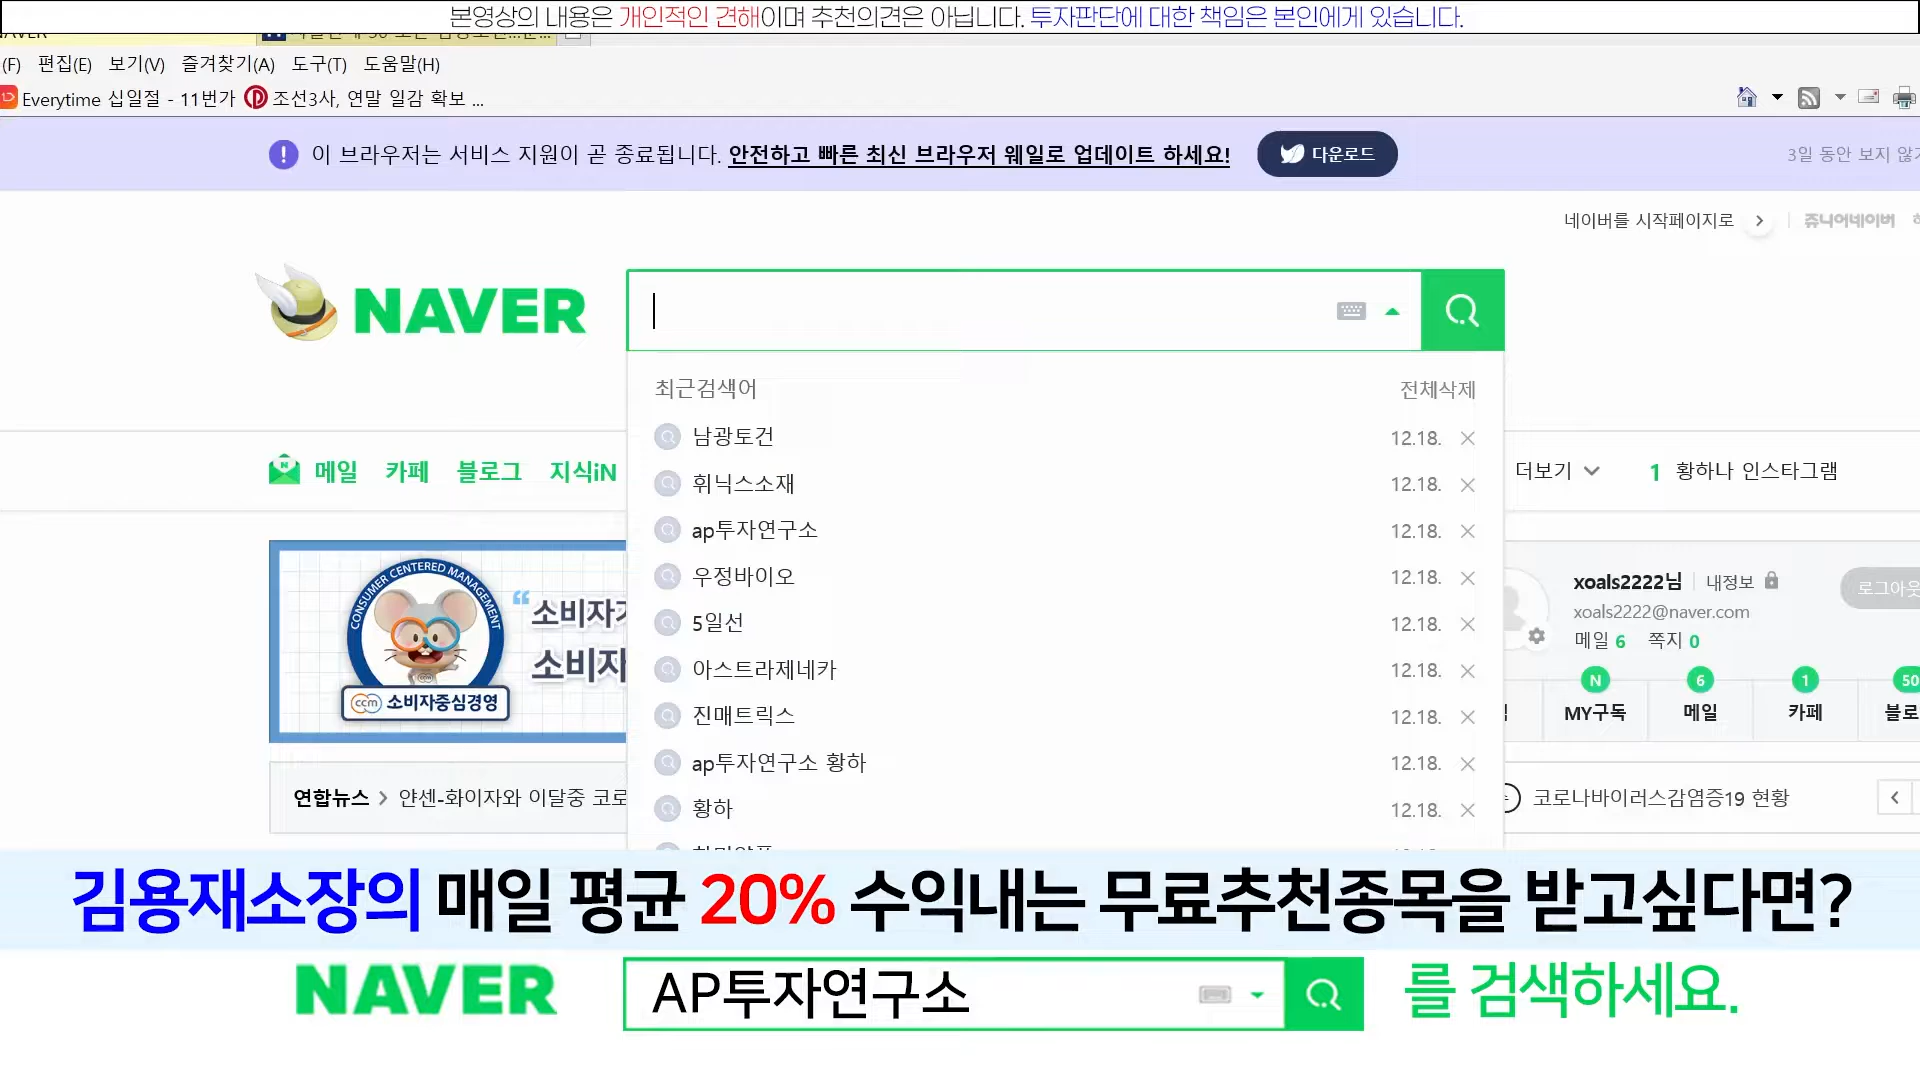 본영상의 내용은 개인적인 견해이며 추천의견은 아닙니다. 투자판단에 대한 책임은 본인에게 있습니다.
(F) 편집(E) 보기(V) 즐겨찾기(A) 도구(T) 도움말(H)
Everytime 십일절 - 11번가 조선3사, 연말 일감 확보 ...
이 브라우저는 서비스 지원이 곧 종료됩니다. 안전하고 빠른 최신 브라우저 웨일로 업데이트 하세요! 다운로드 3일 동안 보지 않기
네이버를 시작페이지로 쥬니어네이버
NAVER
최근검색어 전체삭제
남광토건 12.18.
휘닉스소재 12.18.
ap투자연구소 12.18.
우정바이오 12.18.
5일선 12.18.
아스트라제네카 12.18.
진매트릭스 12.18.
ap투자연구소 황하 12.18.
황하 12.18.
메일 카페 블로그 지식iN 더보기 1 황하나 인스타그램
CONSUMER CENTERED MANAGEMENT
ccm 소비자중심경영
“소비자
소비자
xoals2222님 내정보 로그아웃
xoals2222@naver.com
메일 6 쪽지 0
N 6 1 50
MY구독 메일 카페 블로
연합뉴스 얀센-화이자와 이달중 코로 코로나바이러스감염증19 현황
김용재소장의 매일 평균 20% 수익내는 무료추천종목을 받고싶다면?
NAVER AP투자연구소 를 검색하세요.